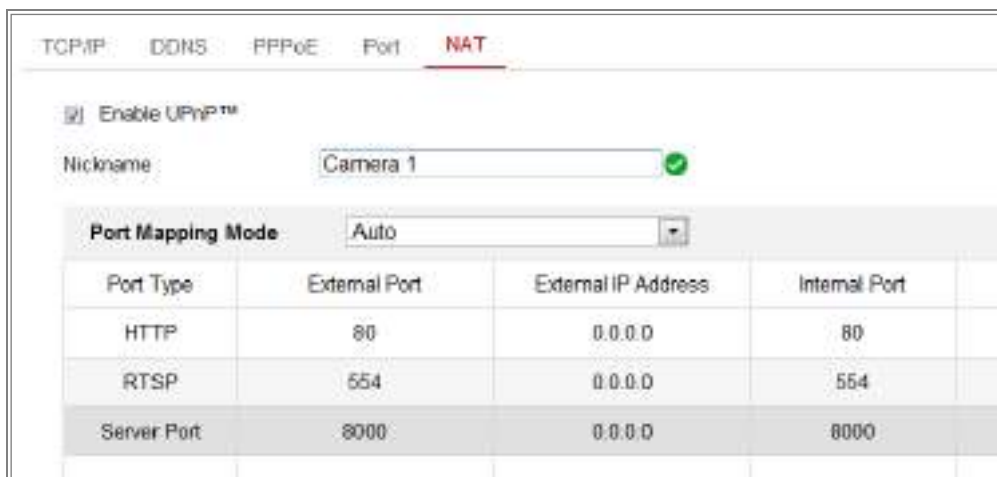 TCP/IP DDNS PPPoE Port NAT
Enable UPnP™
Nickname Camera 1
Port Mapping Mode Auto
Port Type External Port External IP Address Internal Port
HTTP 80 0.0.0.0 80
RTSP 554 0.0.0.0 554
Server Port 8000 0.0.0.0 8000